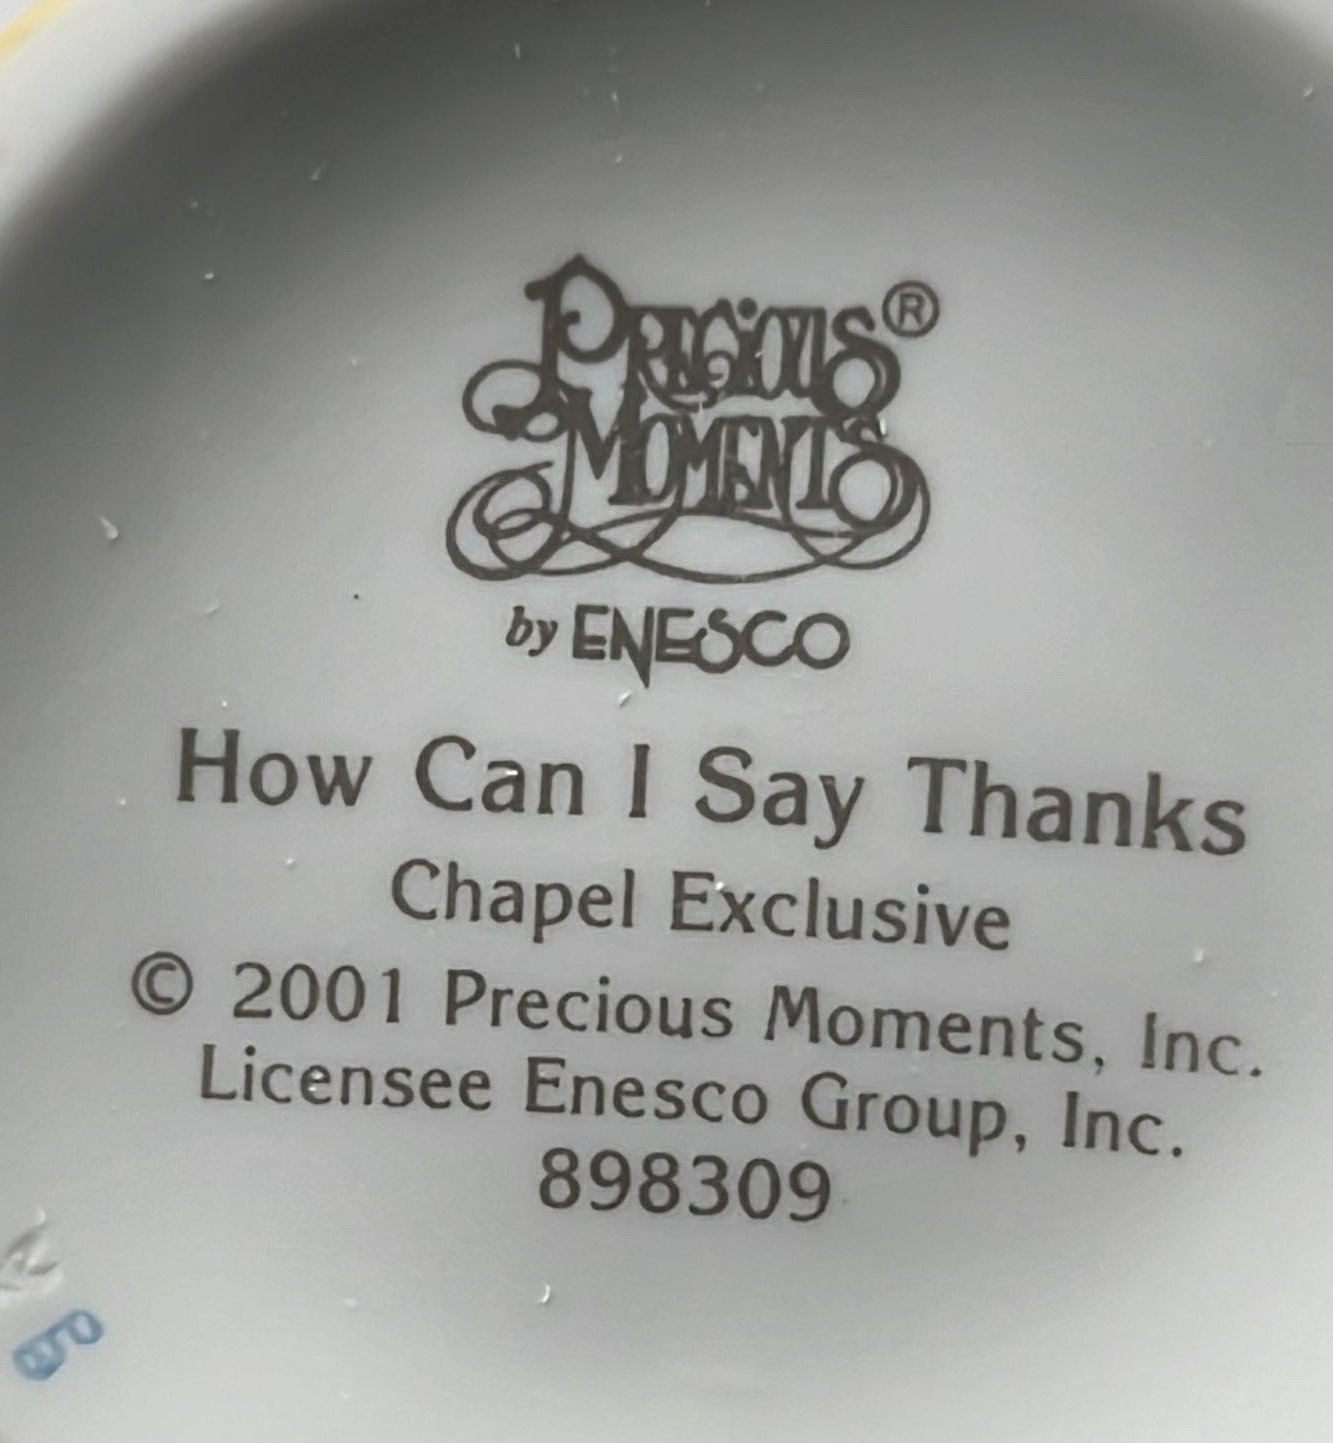 PRECIOUS ®
MOMENTS
by ENESCO
How Can I Say Thanks
Chapel Exclusive
© 2001 Precious Moments, Inc.
Licensee Enesco Group, Inc.
898309